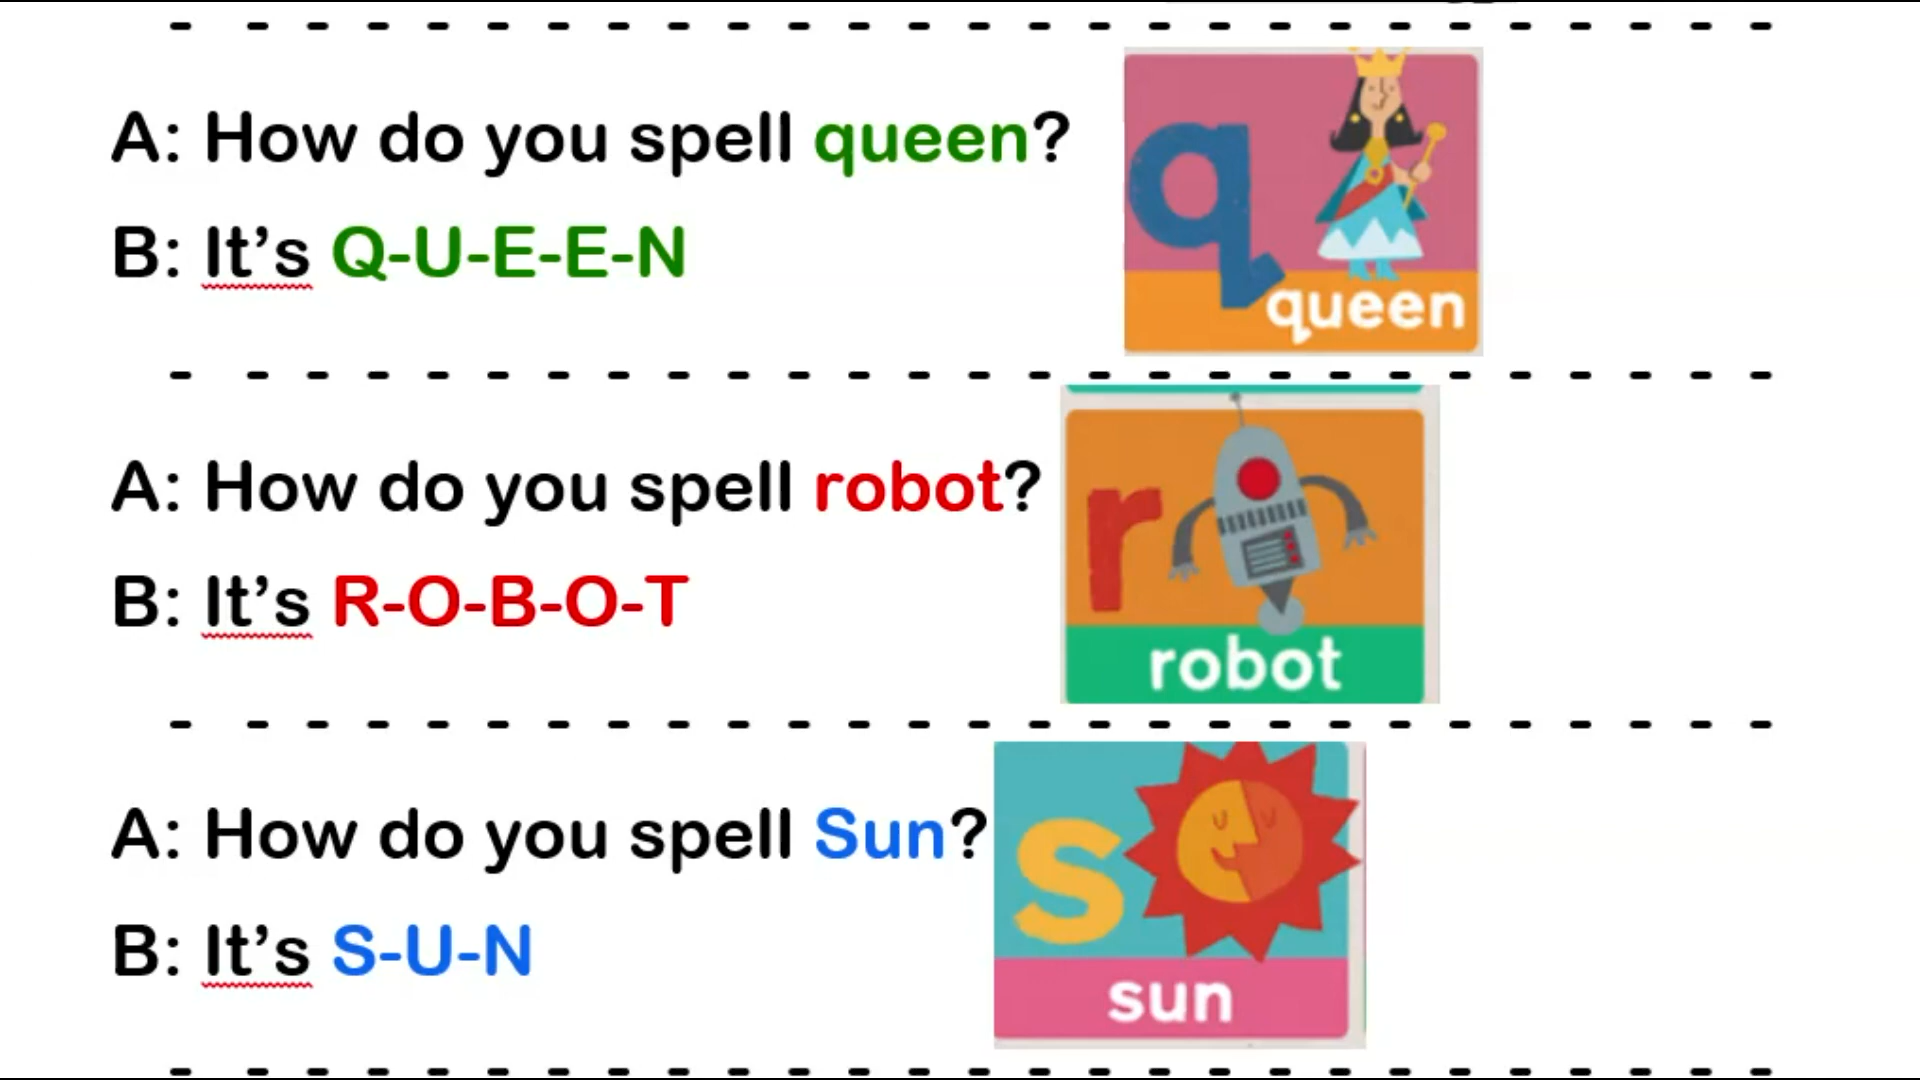 A: How do you spell queen?
B: It’s Q-U-E-E-N
q
queen
A: How do you spell robot?
B: It’s R-O-B-O-T
r
robot
A: How do you spell Sun?
B: It’s S-U-N
s
sun